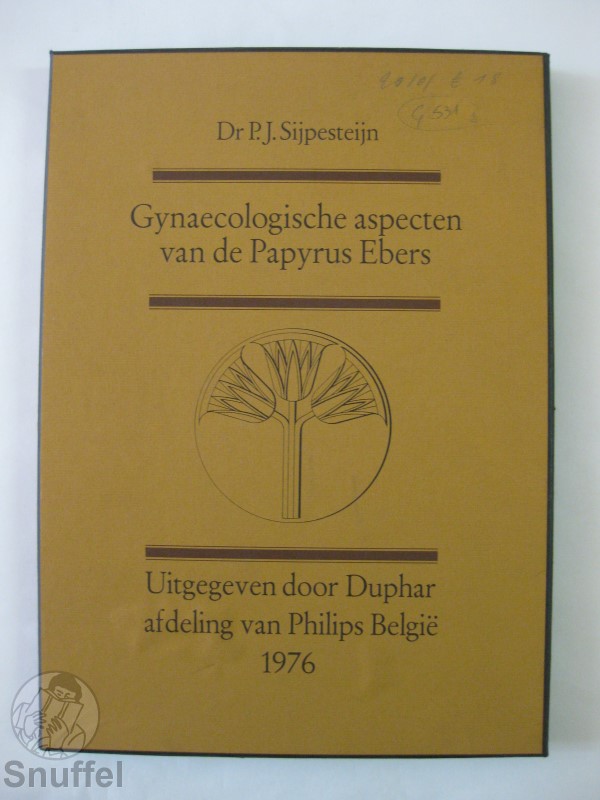 Dr P. J. Sijpesteijn
Gynaecologische aspecten
van de Papyrus Ebers
Uitgegeven door Duphar
afdeling van Philips België
1976
Snuffel